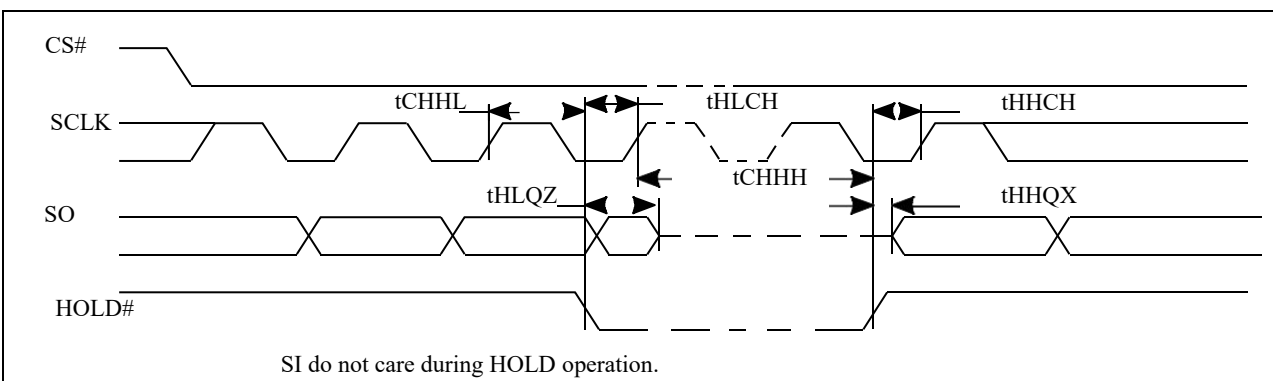 CS#
tCHHL
tHLCH
tHHCH
SCLK
tCHHH
tHLQZ
tHHQX
SO
HOLD#
SI do not care during HOLD operation.